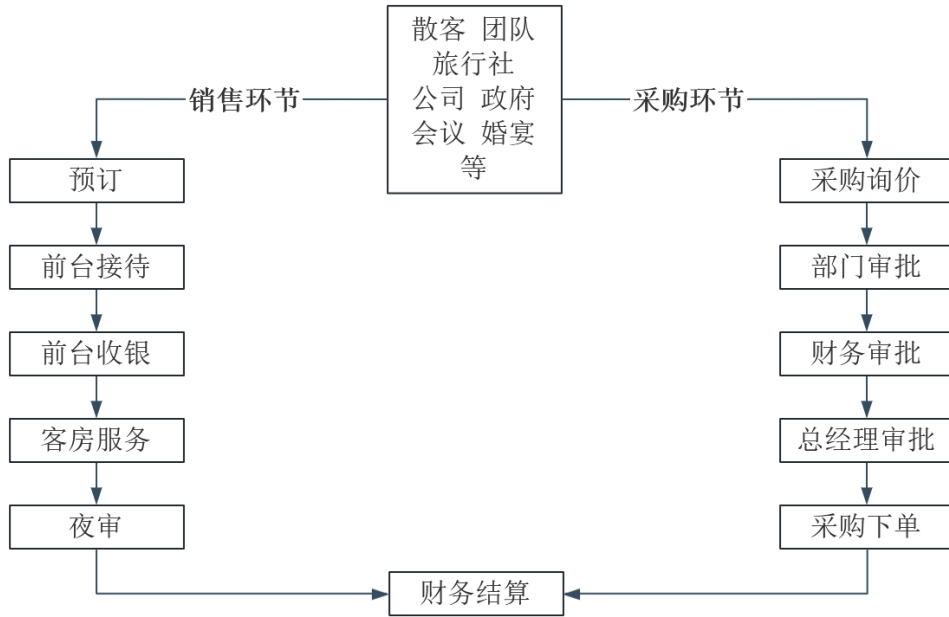 散客 团队
旅行社
公司 政府
会议 婚宴
等
销售环节
采购环节
预订
前台接待
前台收银
客房服务
夜审
采购询价
部门审批
财务审批
总经理审批
采购下单
财务结算